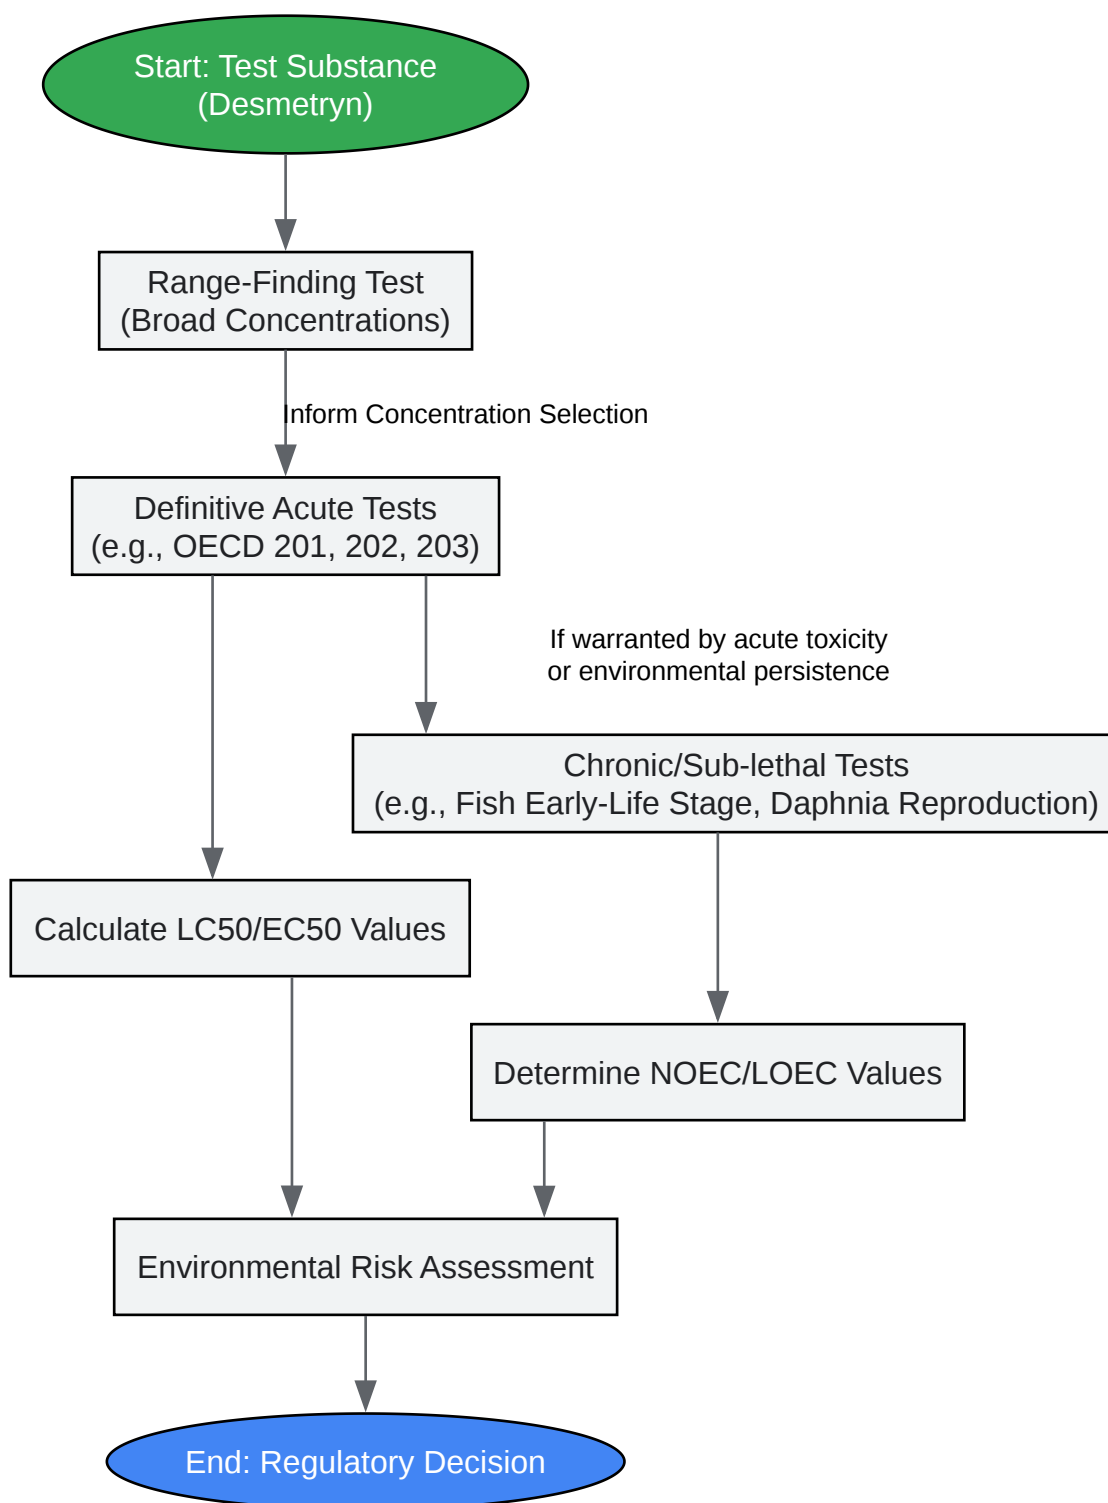 Start: Test Substance
(Desmetryn)
Range-Finding Test
(Broad Concentrations)
Inform Concentration Selection
Definitive Acute Tests
(e.g., OECD 201, 202, 203)
If warranted by acute toxicity
or environmental persistence
Chronic/Sub-lethal Tests
(e.g., Fish Early-Life Stage, Daphnia Reproduction)
Calculate LC50/EC50 Values
Determine NOEC/LOEC Values
Environmental Risk Assessment
End: Regulatory Decision